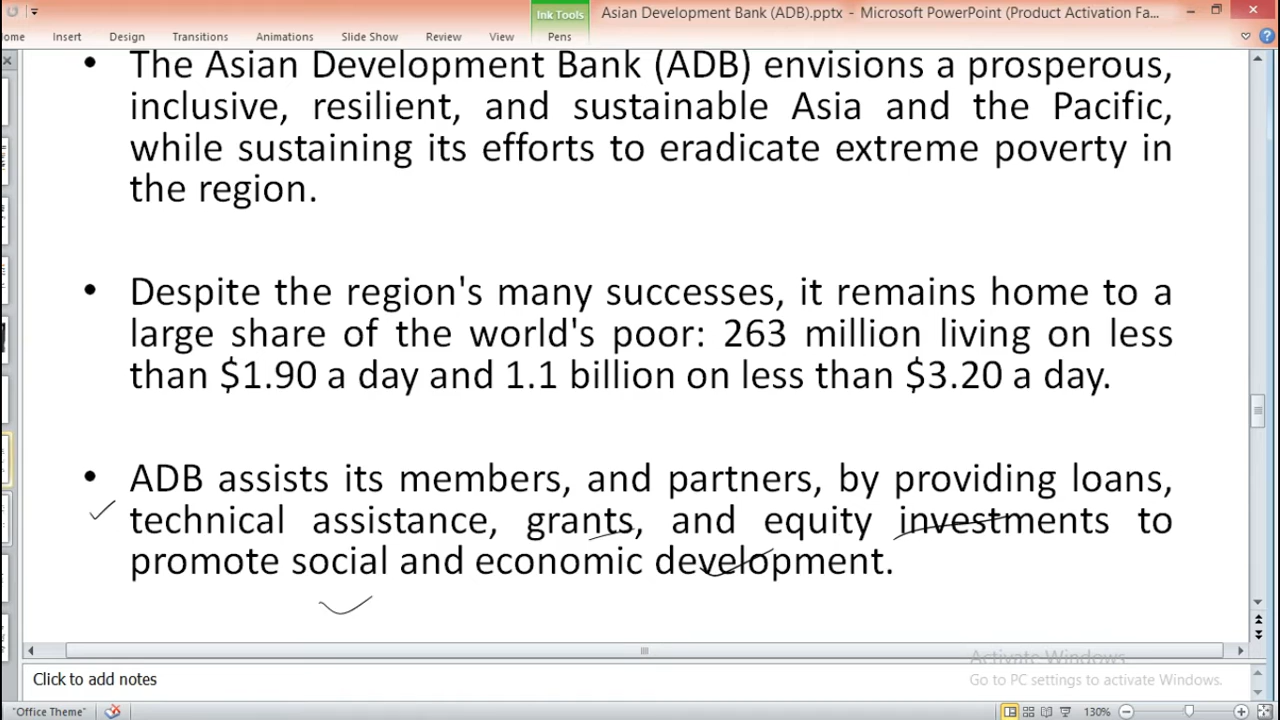 Ink Tools
Asian Development Bank (ADB).pptx - Microsoft PowerPoint (Product Activation Fa...
ome Insert Design Transitions Animations Slide Show Review View Pens
• The Asian Development Bank (ADB) envisions a prosperous,
inclusive, resilient, and sustainable Asia and the Pacific,
while sustaining its efforts to eradicate extreme poverty in
the region.
• Despite the region's many successes, it remains home to a
large share of the world's poor: 263 million living on less
than $1.90 a day and 1.1 billion on less than $3.20 a day.
• ADB assists its members, and partners, by providing loans,
technical assistance, grants, and equity investments to
promote social and economic development.
Activate Windows
Go to PC settings to activate Windows.
Click to add notes
"Office Theme"
130%